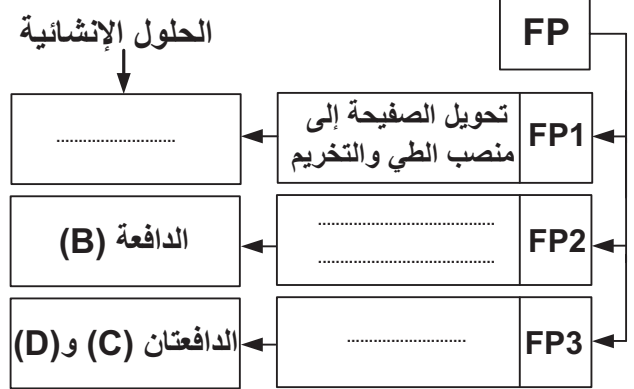 الحلول الإنشائية
FP
FP1
تحويل الصفيحة إلى
منصب الطي والتخريم
........................
FP2
....................................
....................................
الدافعة (B)
FP3
........................
الدافعتان (C) و(D)